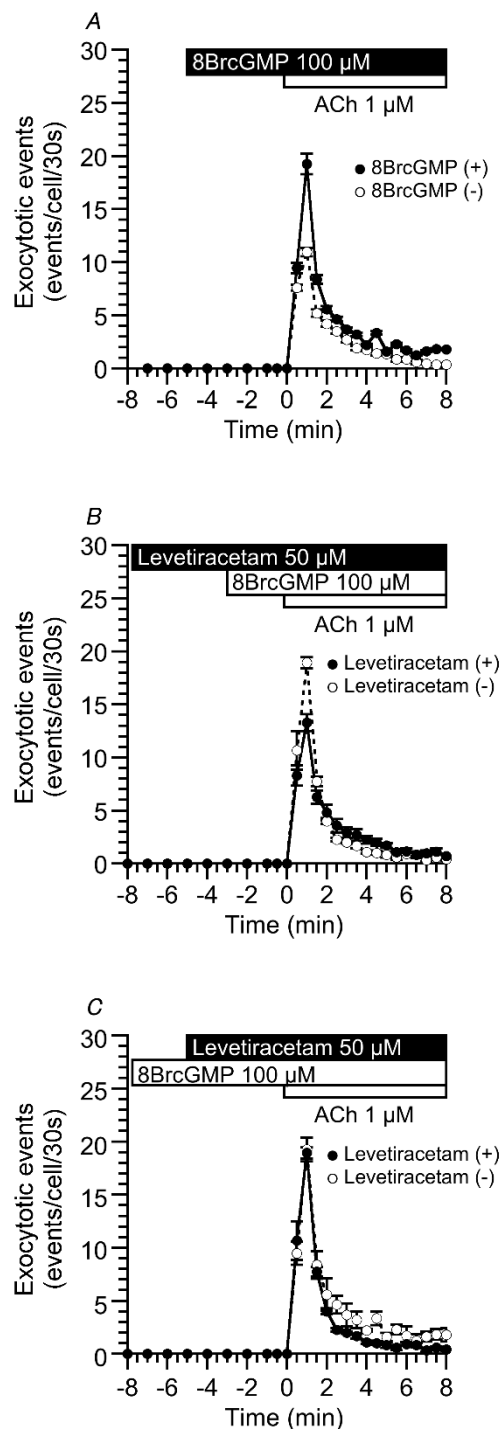 A
30
8BrcGMP 100 µM
25
ACh 1 µM
20
8BrcGMP (+)
8BrcGMP (-)
15
10
5
0
Exocytotic events
(events/cell/30s)
-8 -6 -4 -2 0 2 4 6 8
Time (min)
B
30
Levetiracetam 50 µM
8BrcGMP 100 µM
25
ACh 1 µM
20
Levetiracetam (+)
Levetiracetam (-)
15
10
5
0
Exocytotic events
(events/cell/30s)
-8 -6 -4 -2 0 2 4 6 8
Time (min)
C
30
Levetiracetam 50 µM
8BrcGMP 100 µM
25
ACh 1 µM
20
Levetiracetam (+)
Levetiracetam (-)
15
10
5
0
Exocytotic events
(events/cell/30s)
-8 -6 -4 -2 0 2 4 6 8
Time (min)